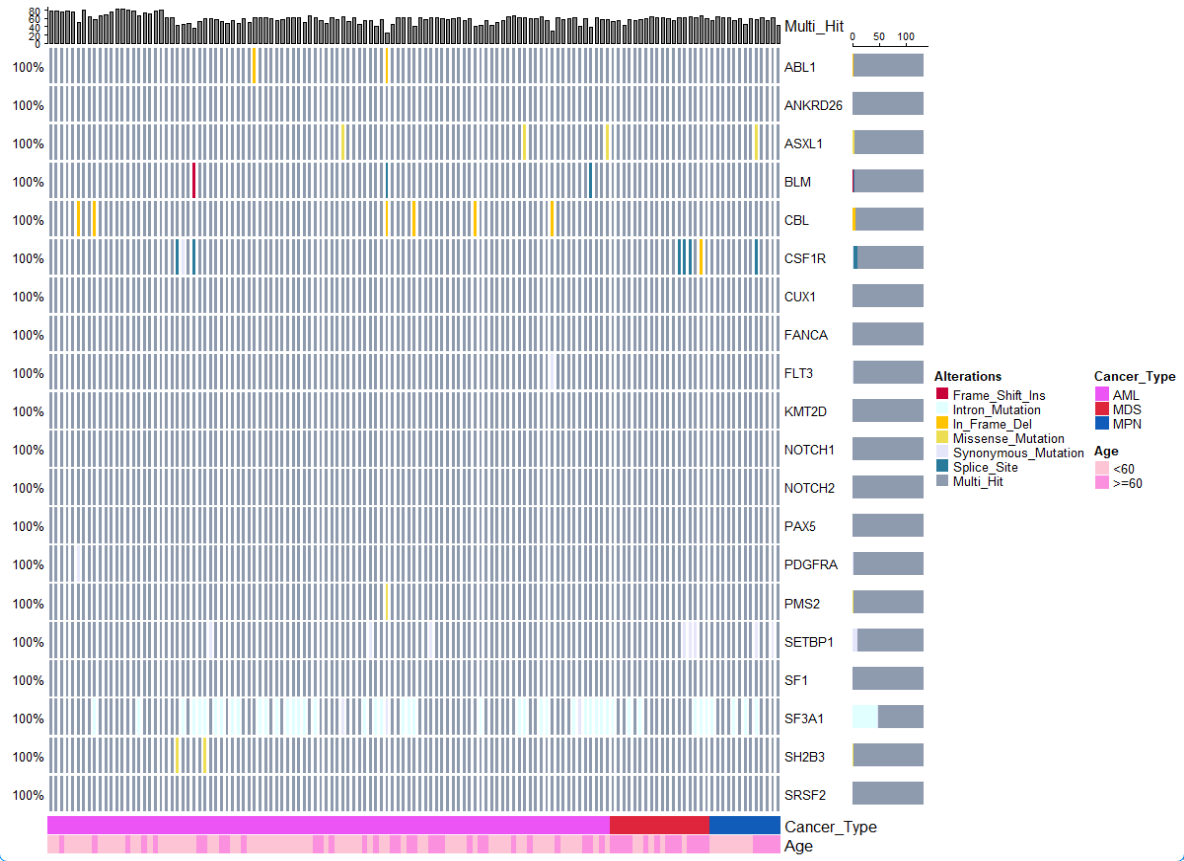 80
60
40
20
0
Multi_Hit
0 50 100
100% ABL1
100% ANKRD26
100% ASXL1
100% BLM
100% CBL
100% CSF1R
100% CUX1
100% FANCA
100% FLT3
100% KMT2D
100% NOTCH1
100% NOTCH2
100% PAX5
100% PDGFRA
100% PMS2
100% SETBP1
100% SF1
100% SF3A1
100% SH2B3
100% SRSF2
Cancer_Type
Age
Alterations
Frame_Shift_Ins
Intron_Mutation
In_Frame_Del
Missense_Mutation
Synonymous_Mutation
Splice_Site
Multi_Hit
Cancer_Type
AML
MDS
MPN
Age
<60
>=60